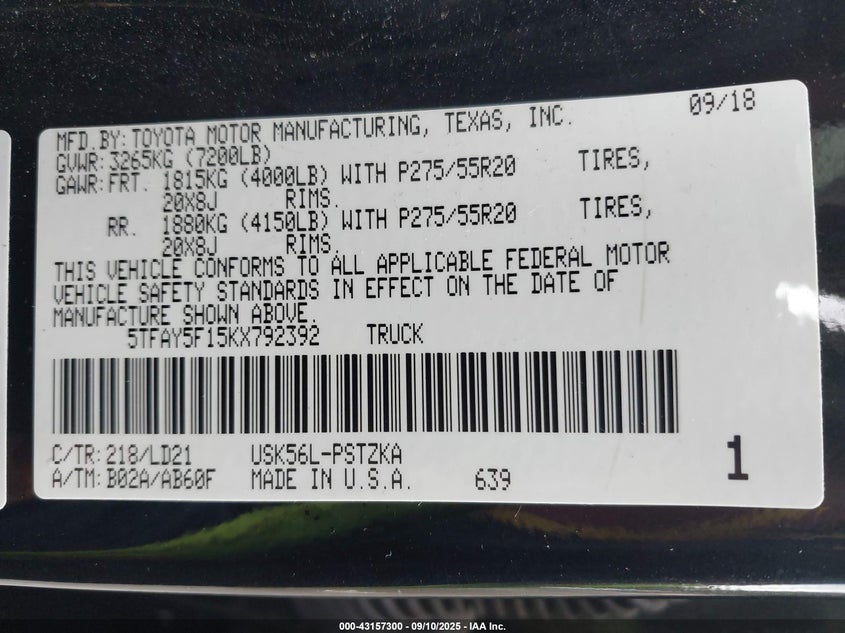 09/18
MFD.BY:TOYOTA MOTOR MANUFACTURING, TEXAS, INC.
GVWR:3265KG (7200LB)
GAWR:FRT. 1815KG (4000LB) WITH P275/55R20 TIRES,
20X8J RIMS.
RR. 1880KG (4150LB) WITH P275/55R20 TIRES,
20X8J RIMS.
THIS VEHICLE CONFORMS TO ALL APPLICABLE FEDERAL MOTOR
VEHICLE SAFETY STANDARDS IN EFFECT ON THE DATE OF
MANUFACTURE SHOWN ABOVE.
5TFAY5F15KX792392 TRUCK
C/TR:218/LD21 USK56L-PSTZKA
A/TM:B02A/AB60F MADE IN U.S.A. 639
1
000-43157300 - 09/10/2025 - IAA Inc.